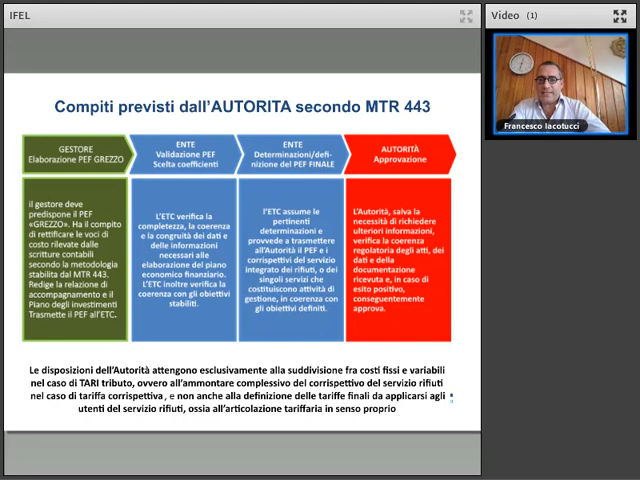 IFEL
Video (1)
Francesco Iacotucci
Compiti previsti dall'AUTORITA secondo MTR 443
GESTORE
Elaborazione PEF GREZZO
ENTE
Validazione PEF
Scelta coefficienti
ENTE
Determinazioni/defi-
nizione del PEF FINALE
AUTORITÀ
Approvazione
il gestore deve
predispone il PEF
«GREZZO». Ha il compito
di rettificare le voci di
costo rilevate dalle
scritture contabili
secondo la metodologia
stabilita dal MTR 443.
Redige la relazione di
accompagnamento e il
Piano degli investimenti
Trasmette il PEF all'ETC.
L'ETC verifica la
completezza, la coerenza
e la congruità dei dati e
delle informazioni
necessari alle
elaborazione del piano
economico finanziario.
L'ETC inoltre verifica la
coerenza con gli obiettivi
stabiliti.
l'ETC assume le
pertinenti
determinazioni e
provvede a trasmettere
all'Autorità il PEF e i
corrispettivi del servizio
integrato dei rifiuti, o dei
singoli servizi che
costituiscono attività di
gestione, in coerenza con
gli obiettivi definiti.
L'Autorità, salva la
necessità di richiedere
ulteriori informazioni,
verifica la coerenza
regolatoria degli atti, dei
dati e della
documentazione
ricevuta e, in caso di
esito positivo,
conseguentemente
approva.
Le disposizioni dell'Autorità attengono esclusivamente alla suddivisione fra costi fissi e variabili
nel caso di TARI tributo, ovvero all'ammontare complessivo del corrispettivo del servizio rifiuti
nel caso di tariffa corrispettiva, e non anche alla definizione delle tariffe finali da applicarsi agli
utenti del servizio rifiuti, ossia all'articolazione tariffaria in senso proprio